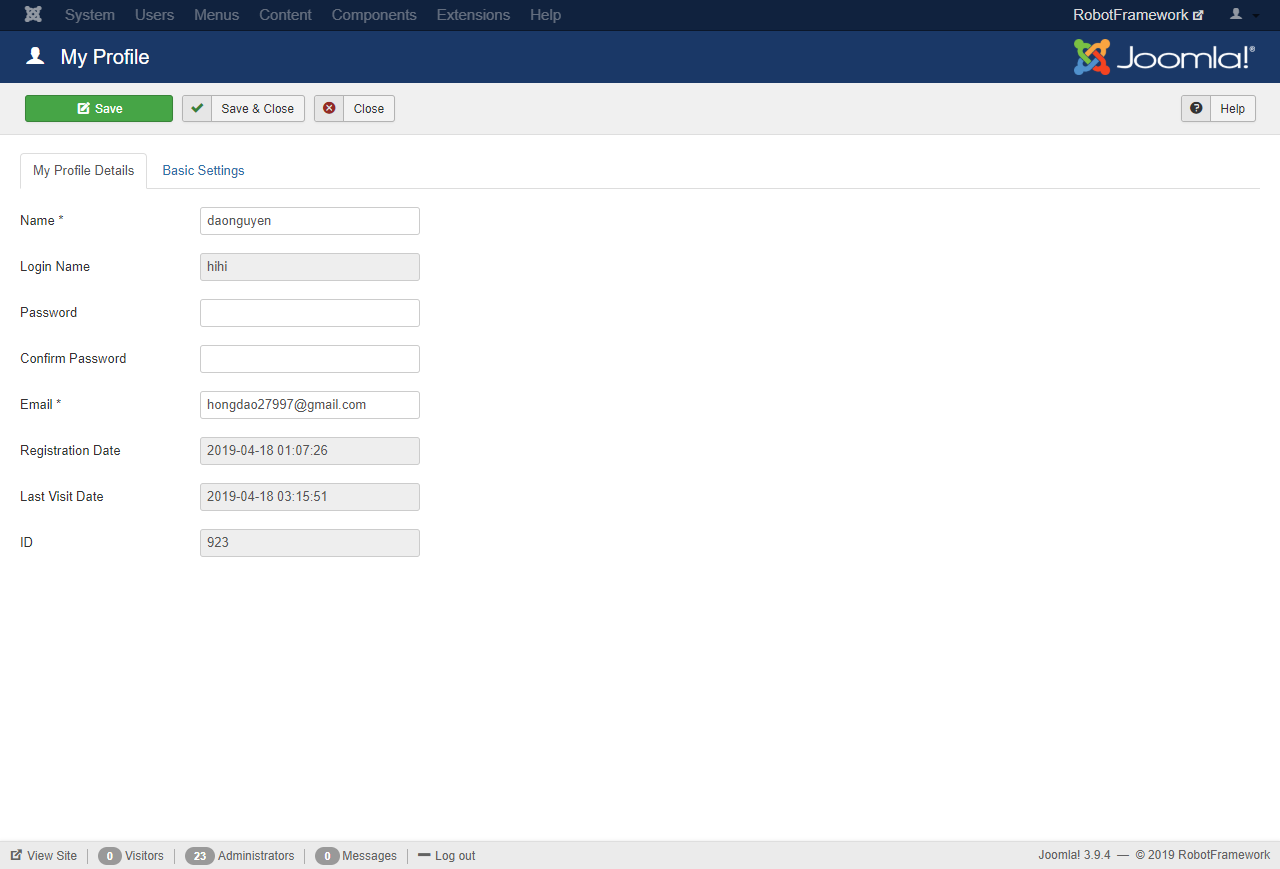 System Users Menus Content Components Extensions Help RobotFramework
My Profile Joomla!®
Save Save & Close Close Help
My Profile Details Basic Settings
Name * daonguyen
Login Name hihi
Password
Confirm Password
Email * hongdao27997@gmail.com
Registration Date 2019-04-18 01:07:26
Last Visit Date 2019-04-18 03:15:51
ID 923
View Site 0 Visitors 23 Administrators 0 Messages Log out Joomla! 3.9.4 — © 2019 RobotFramework